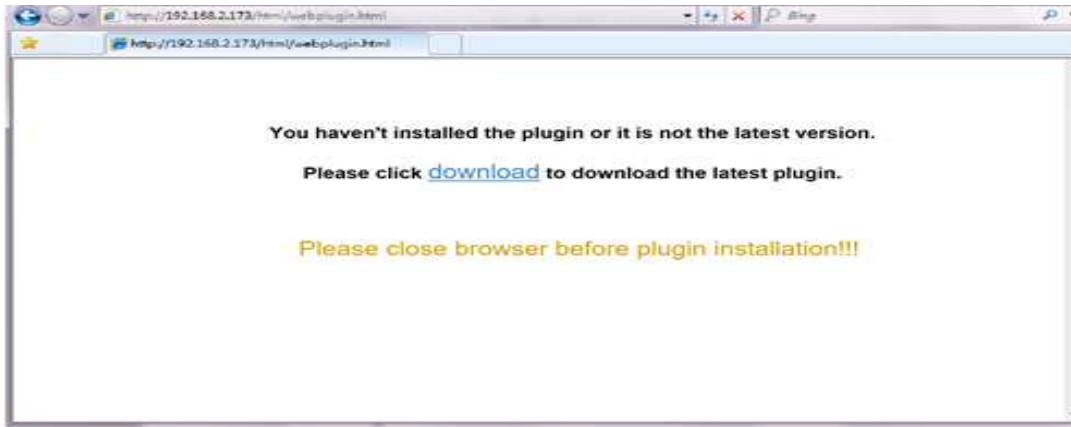 http://192.168.2.173/html/webplugin.html
Bing
http://192.168.2.173/html/webplugin.html
You haven't installed the plugin or it is not the latest version.
Please click download to download the latest plugin.
Please close browser before plugin installation!!!